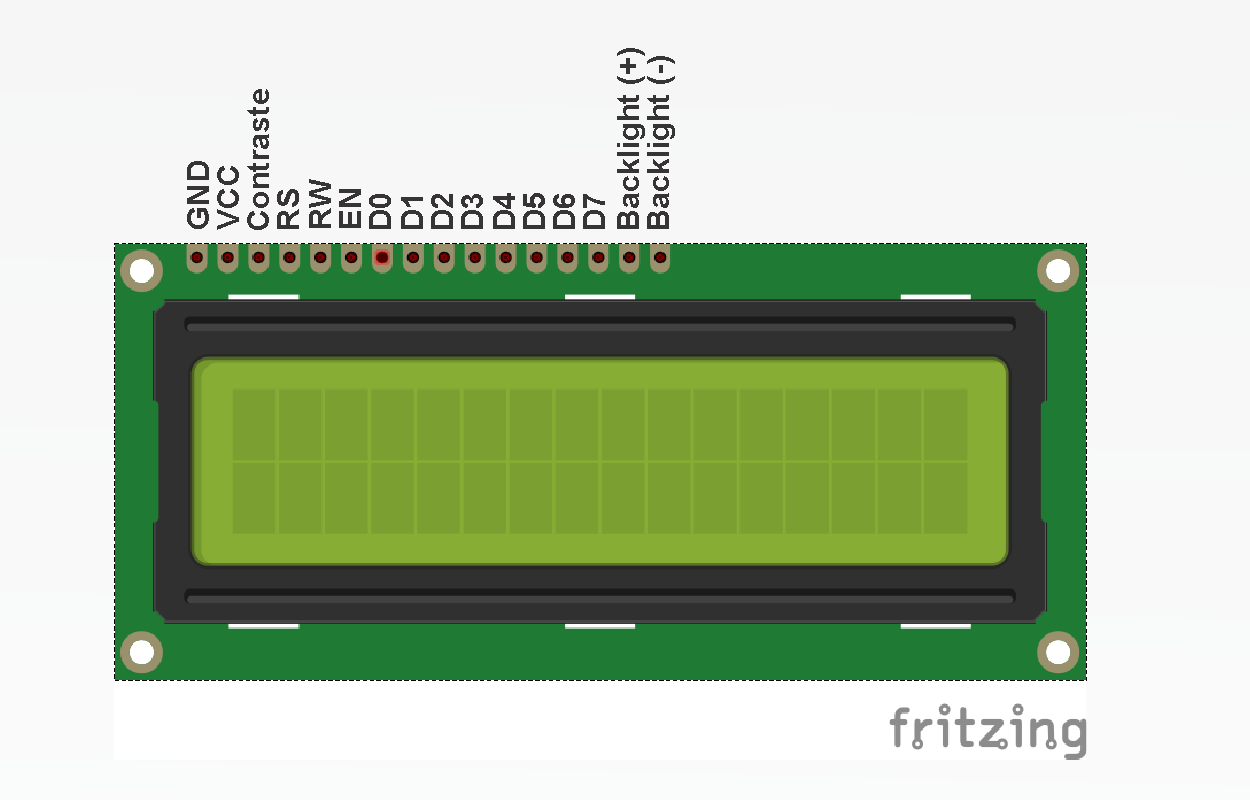 GND
VCC
Contraste
RS
RW
EN
D0
D1
D2
D3
D4
D5
D6
D7
Backlight (+)
Backlight (-)
fritzing